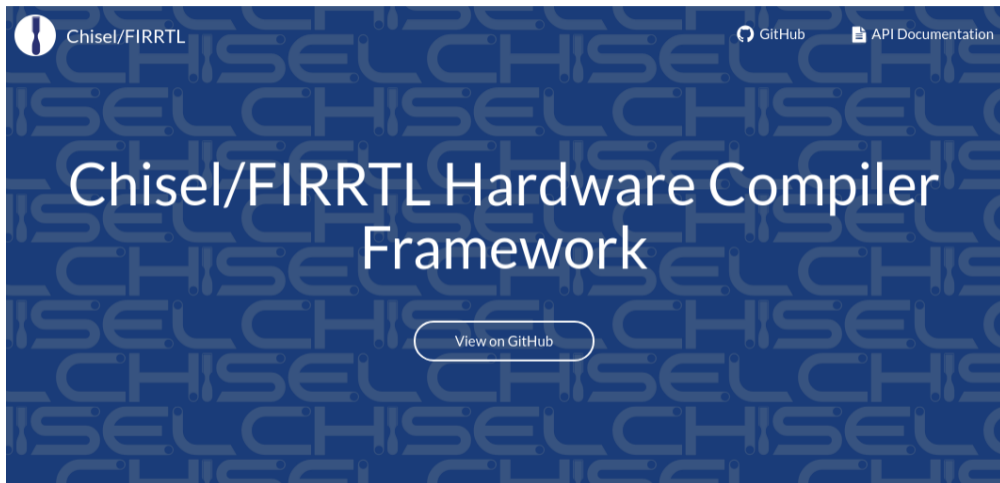 Chisel/FIRRTL
GitHub
API Documentation
Chisel/FIRRTL Hardware Compiler
Framework
View on GitHub